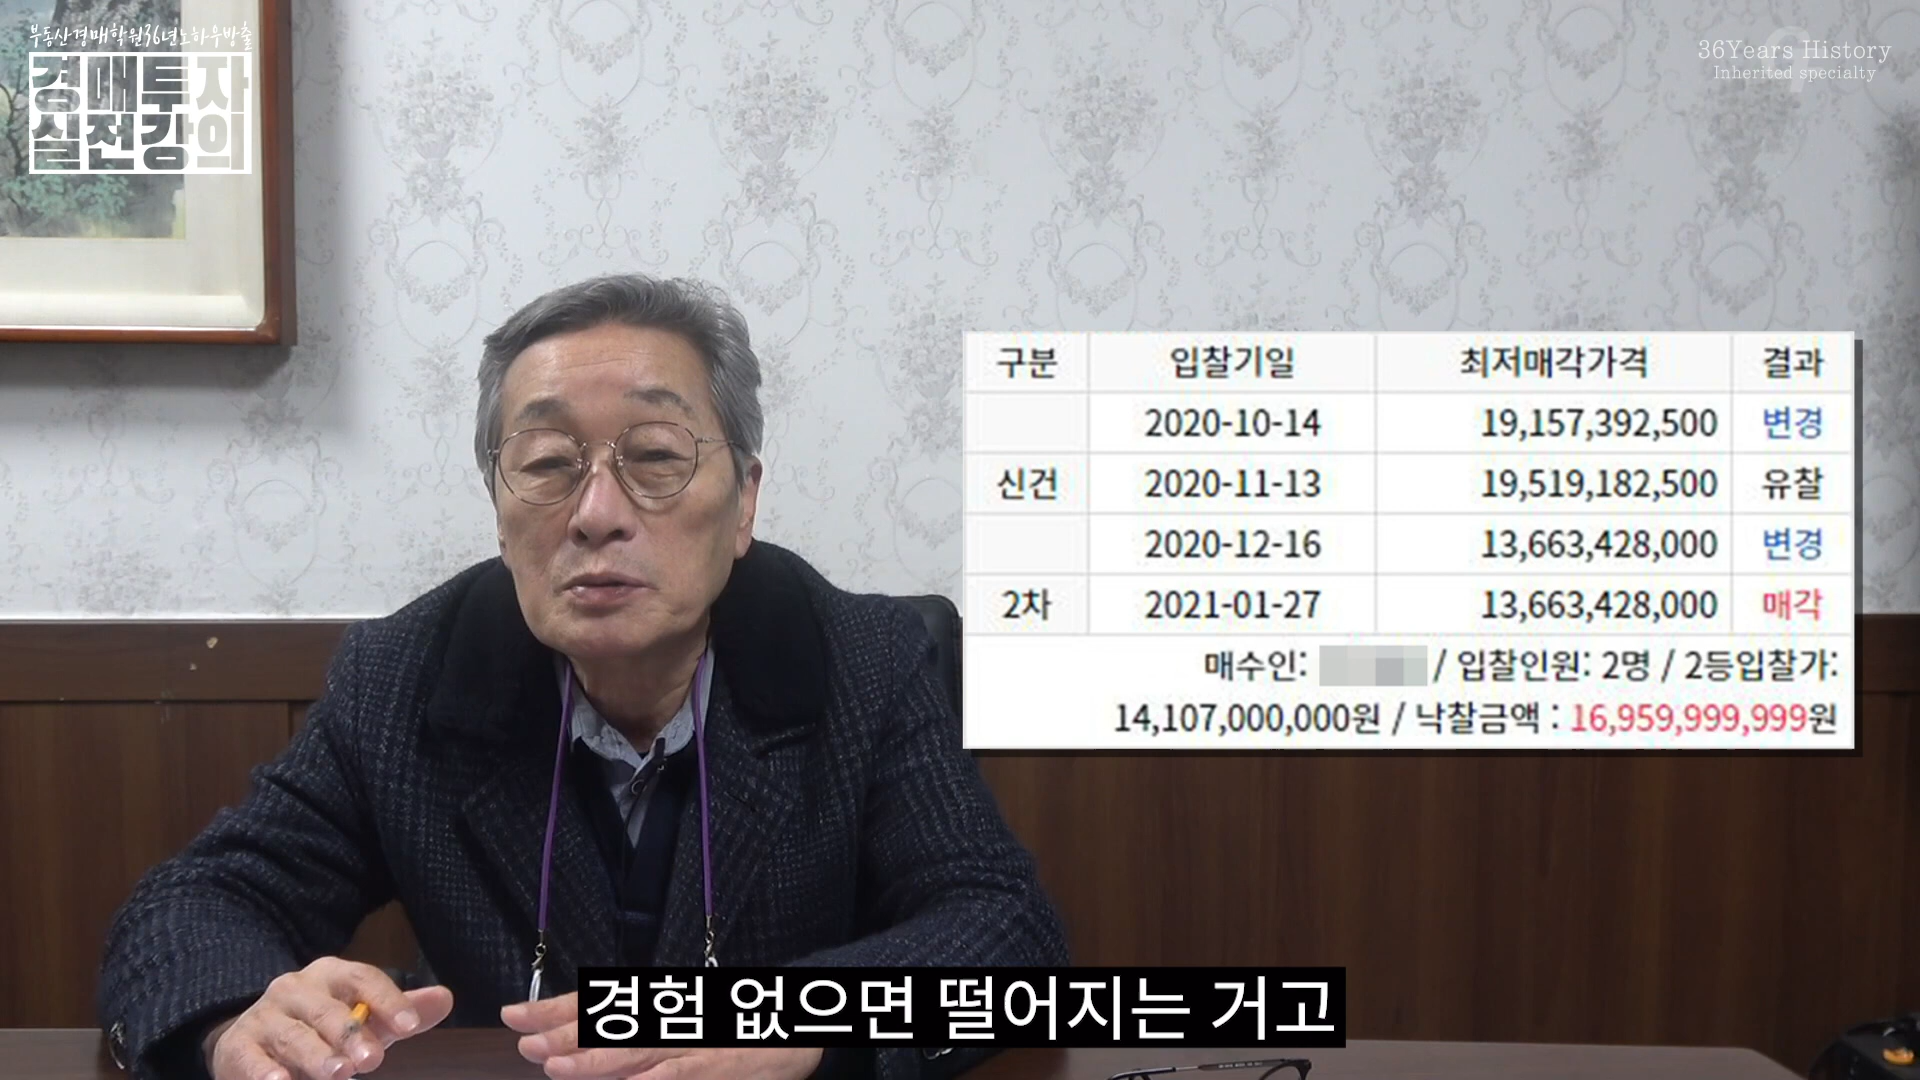 부동산경매학원36년노하우방출
경매투자
실전강의
36Years History
Inherited specialty
구분 입찰기일 최저매각가격 결과
2020-10-14 19,157,392,500 변경
신건 2020-11-13 19,519,182,500 유찰
2020-12-16 13,663,428,000 변경
2차 2021-01-27 13,663,428,000 매각
매수인: / 입찰인원: 2명 / 2등입찰가:
14,107,000,000원 / 낙찰금액 : 16,959,999,999원
경험 없으면 떨어지는 거고